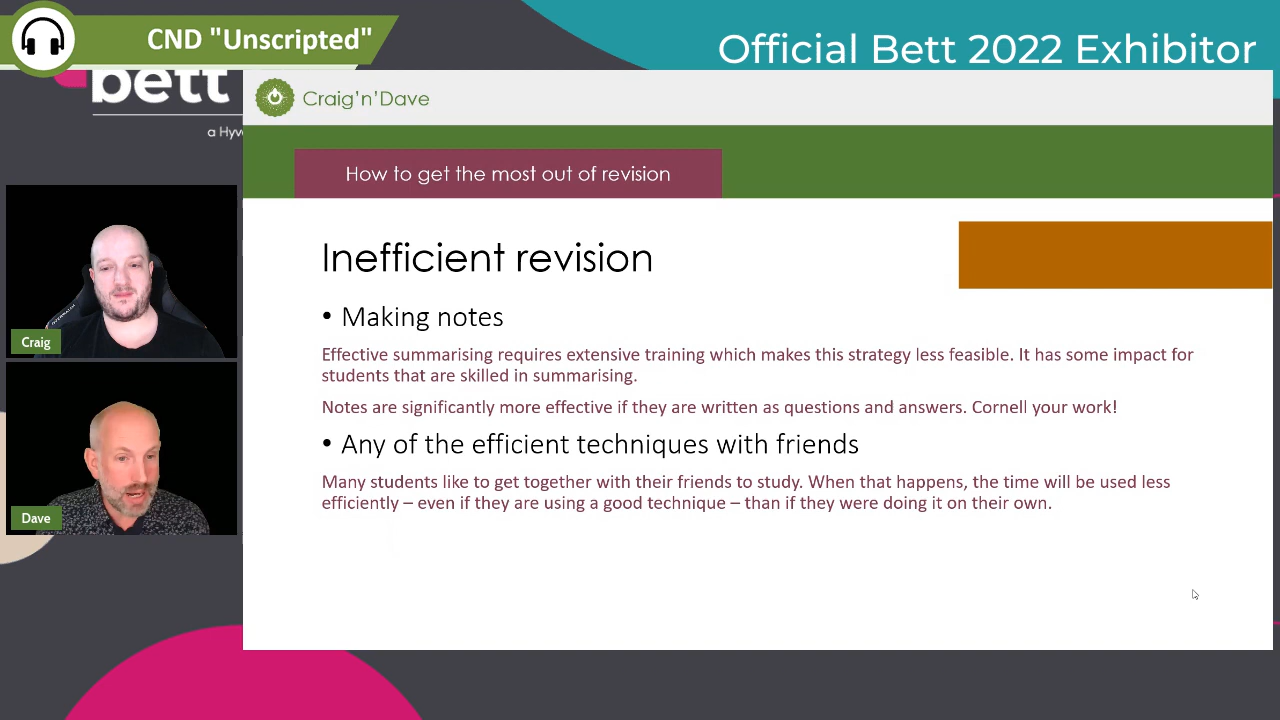 CND "Unscripted"
Official Bett 2022 Exhibitor
bett
a Hyv
Craig'n'Dave
How to get the most out of revision
Inefficient revision
• Making notes
Effective summarising requires extensive training which makes this strategy less feasible. It has some impact for
students that are skilled in summarising.
Notes are significantly more effective if they are written as questions and answers. Cornell your work!
• Any of the efficient techniques with friends
Many students like to get together with their friends to study. When that happens, the time will be used less
efficiently – even if they are using a good technique – than if they were doing it on their own.
Craig
Dave